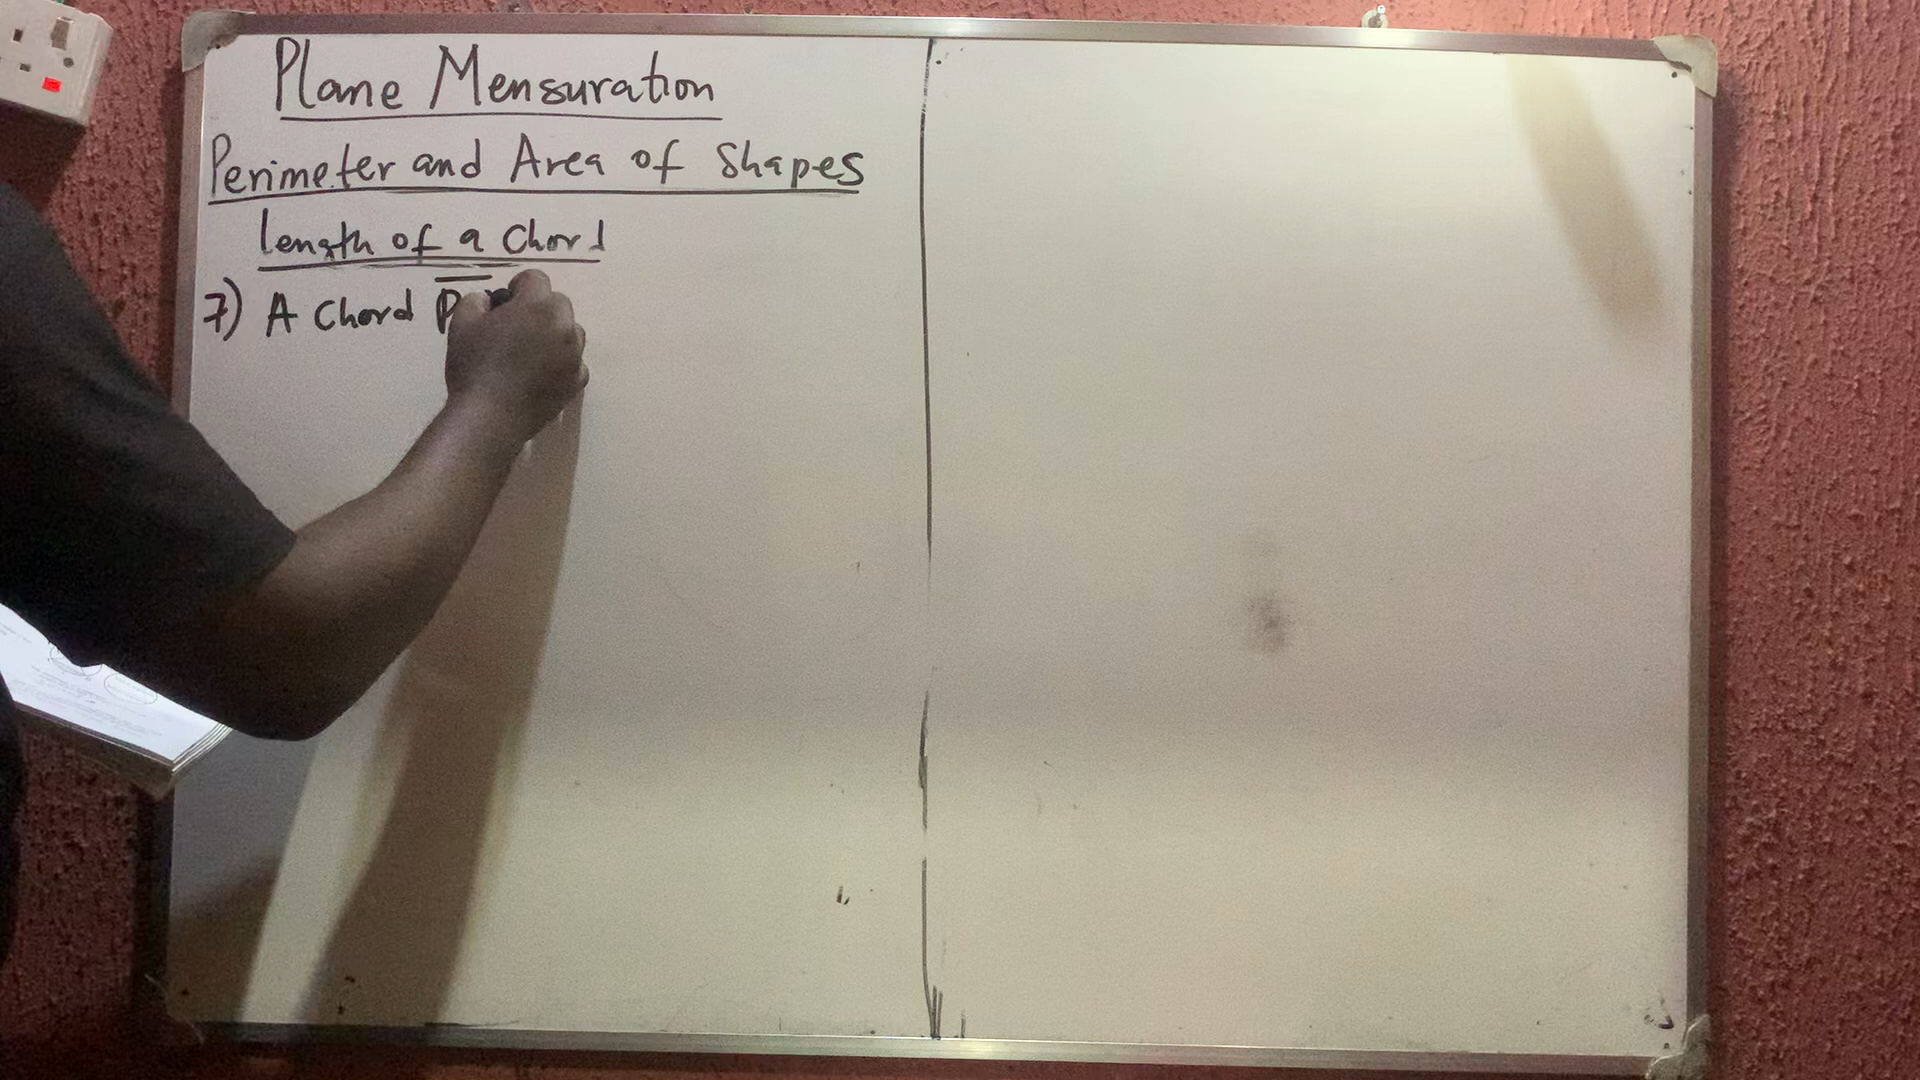 Plane Mensuration
Perimeter and Area of Shapes
length of a Chord
7) A Chord